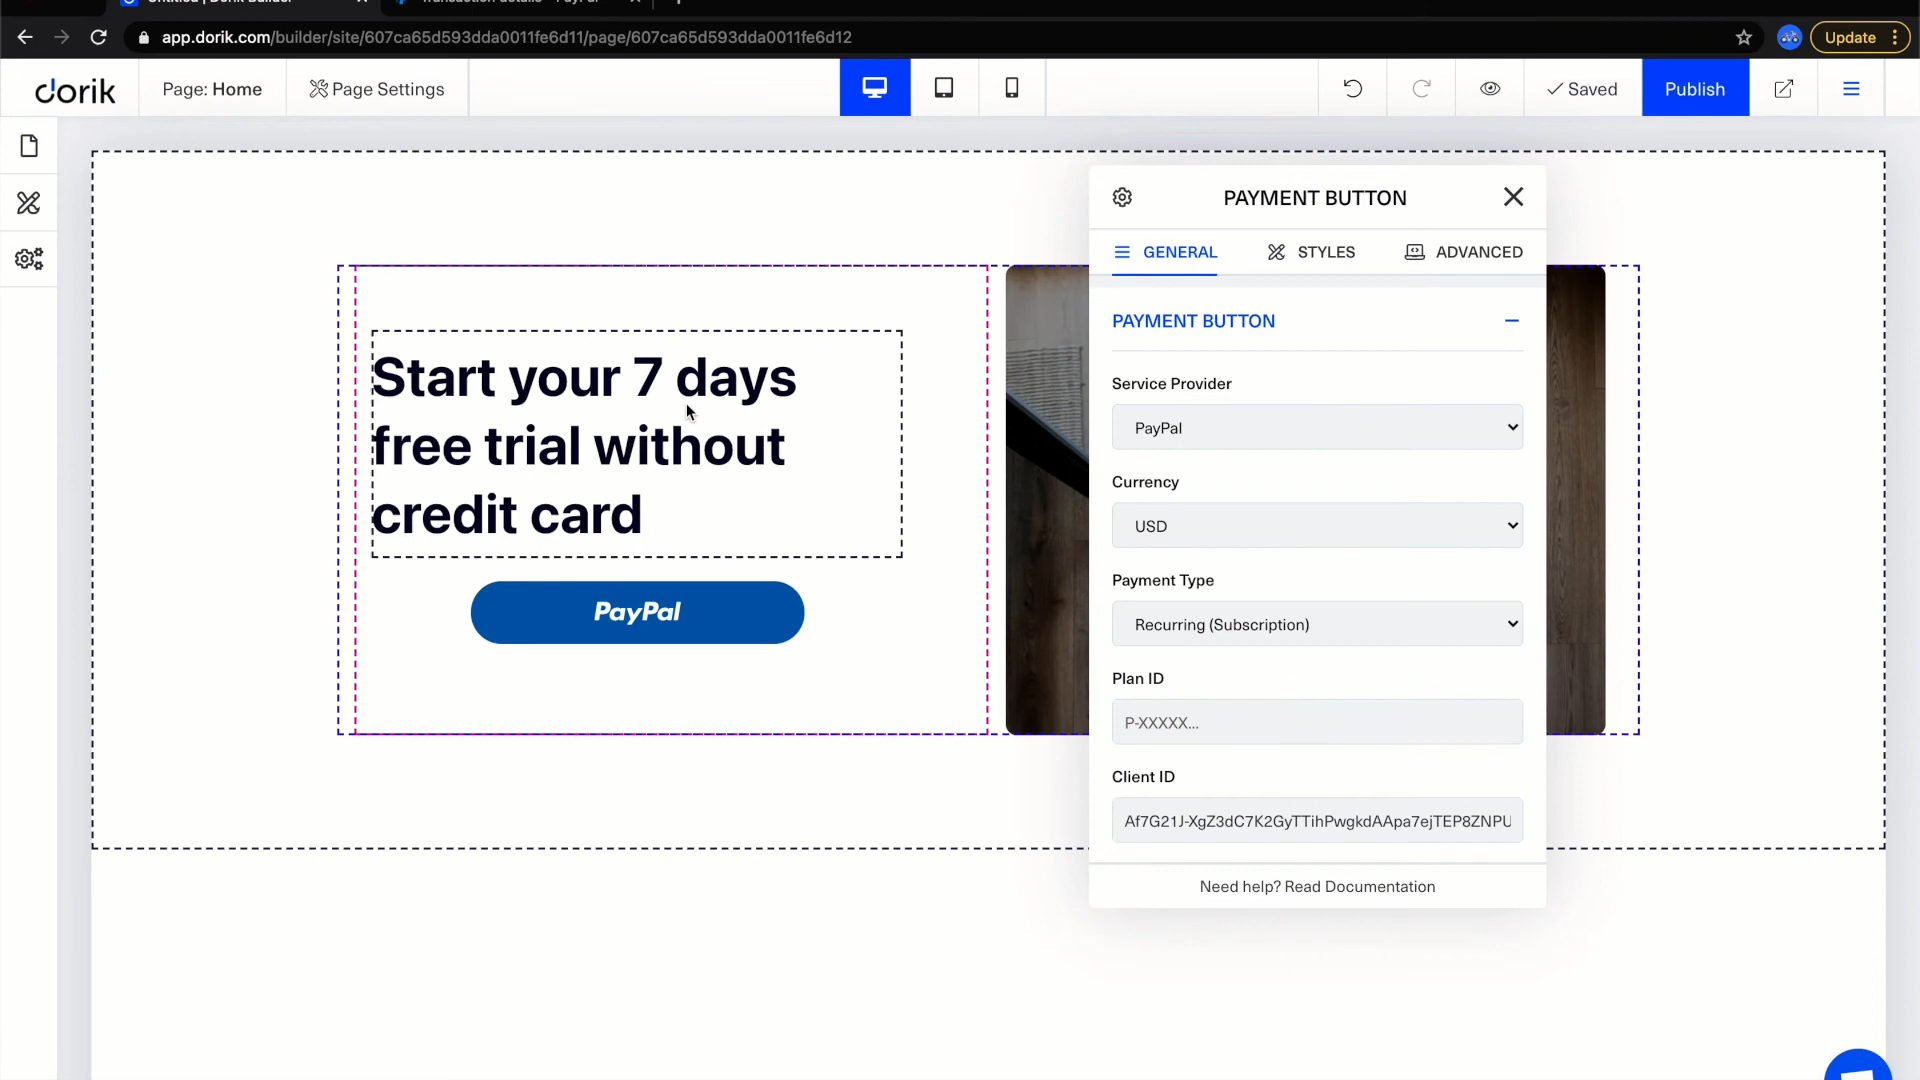 app.dorik.com/builder/site/607ca65d593dda0011fe6d11/page/607ca65d593dda0011fe6d12
Update
dorik
Page: Home
Page Settings
Saved
Publish
PAYMENT BUTTON
GENERAL
STYLES
ADVANCED
PAYMENT BUTTON
Service Provider
PayPal
Currency
USD
Payment Type
Recurring (Subscription)
Plan ID
P-XXXXX...
Client ID
Af7G21J-XgZ3dC7K2GyTTihPwgkdAApa7ejTEP8ZNPU
Need help? Read Documentation
Start your 7 days
free trial without
credit card
PayPal